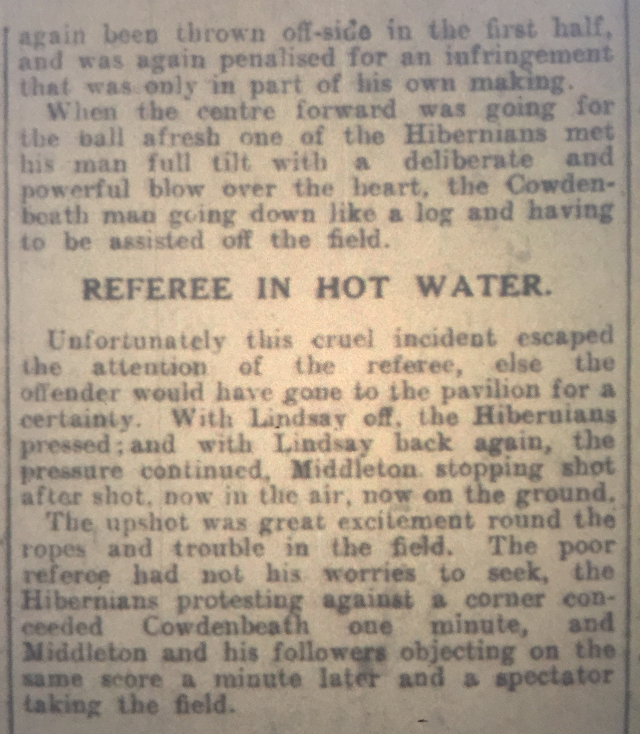 again been thrown off-side in the first half,
and was again penalised for an infringement
that was only in part of his own making.
When the centre forward was going for
the ball afresh one of the Hibernians met
his man full tilt with a deliberate and
powerful blow over the heart, the Cowden-
beath man going down like a log and having
to be assisted off the field.
REFEREE IN HOT WATER.
Unfortunately this cruel incident escaped
the attention of the referee, else the
offender would have gone to the pavilion for a
certainty. With Lindsay off, the Hibernians
pressed; and with Lindsay back again, the
pressure continued, Middleton stopping shot
after shot, now in the air, now on the ground.
The upshot was great excitement round the
ropes and trouble in the field. The poor
referee had not his worries to seek, the
Hibernians protesting against a corner con-
ceeded Cowdenbeath one minute, and
Middleton and his followers objecting on the
same score a minute later and a spectator
taking the field.